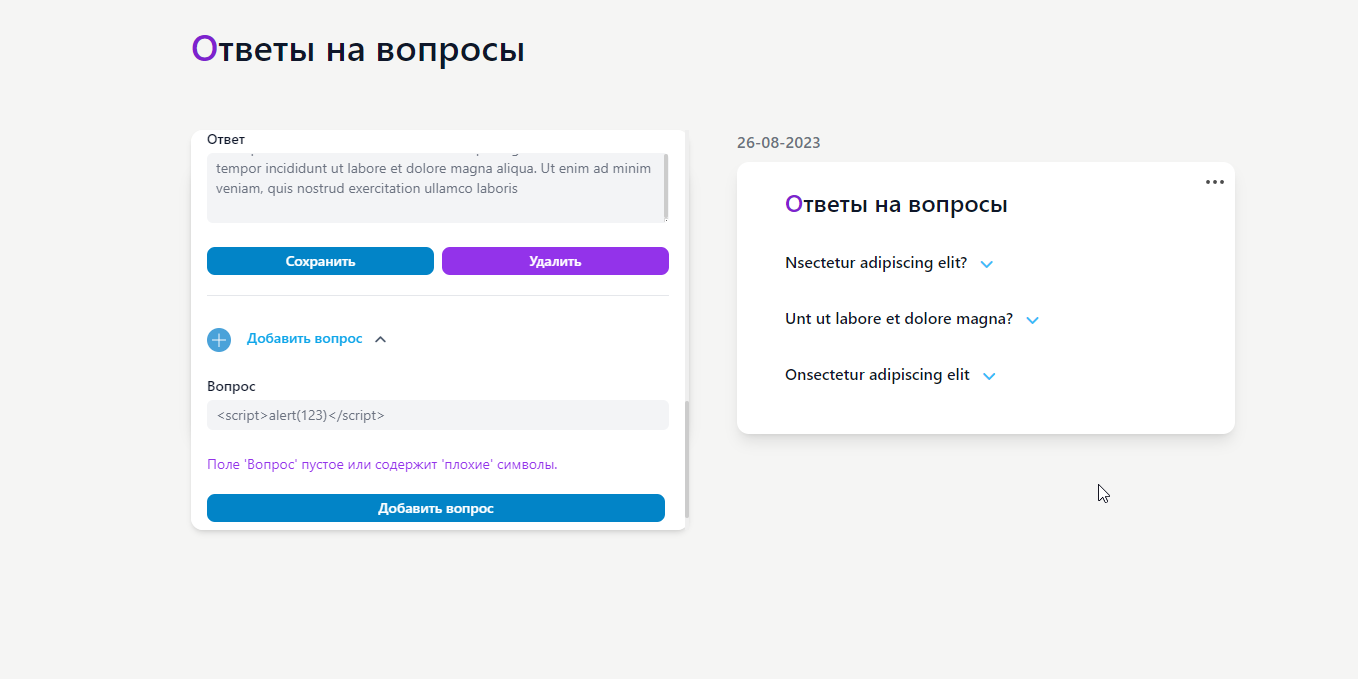 Ответы на вопросы
Ответ
tempor incididunt ut labore et dolore magna aliqua. Ut enim ad minim
veniam, quis nostrud exercitation ullamco laboris
Сохранить
Удалить
Добавить вопрос
Вопрос
<script>alert(123)</script>
Поле 'Вопрос' пустое или содержит 'плохие' символы.
Добавить вопрос
26-08-2023
Ответы на вопросы
Nsectetur adipiscing elit?
Unt ut labore et dolore magna?
Onsectetur adipiscing elit